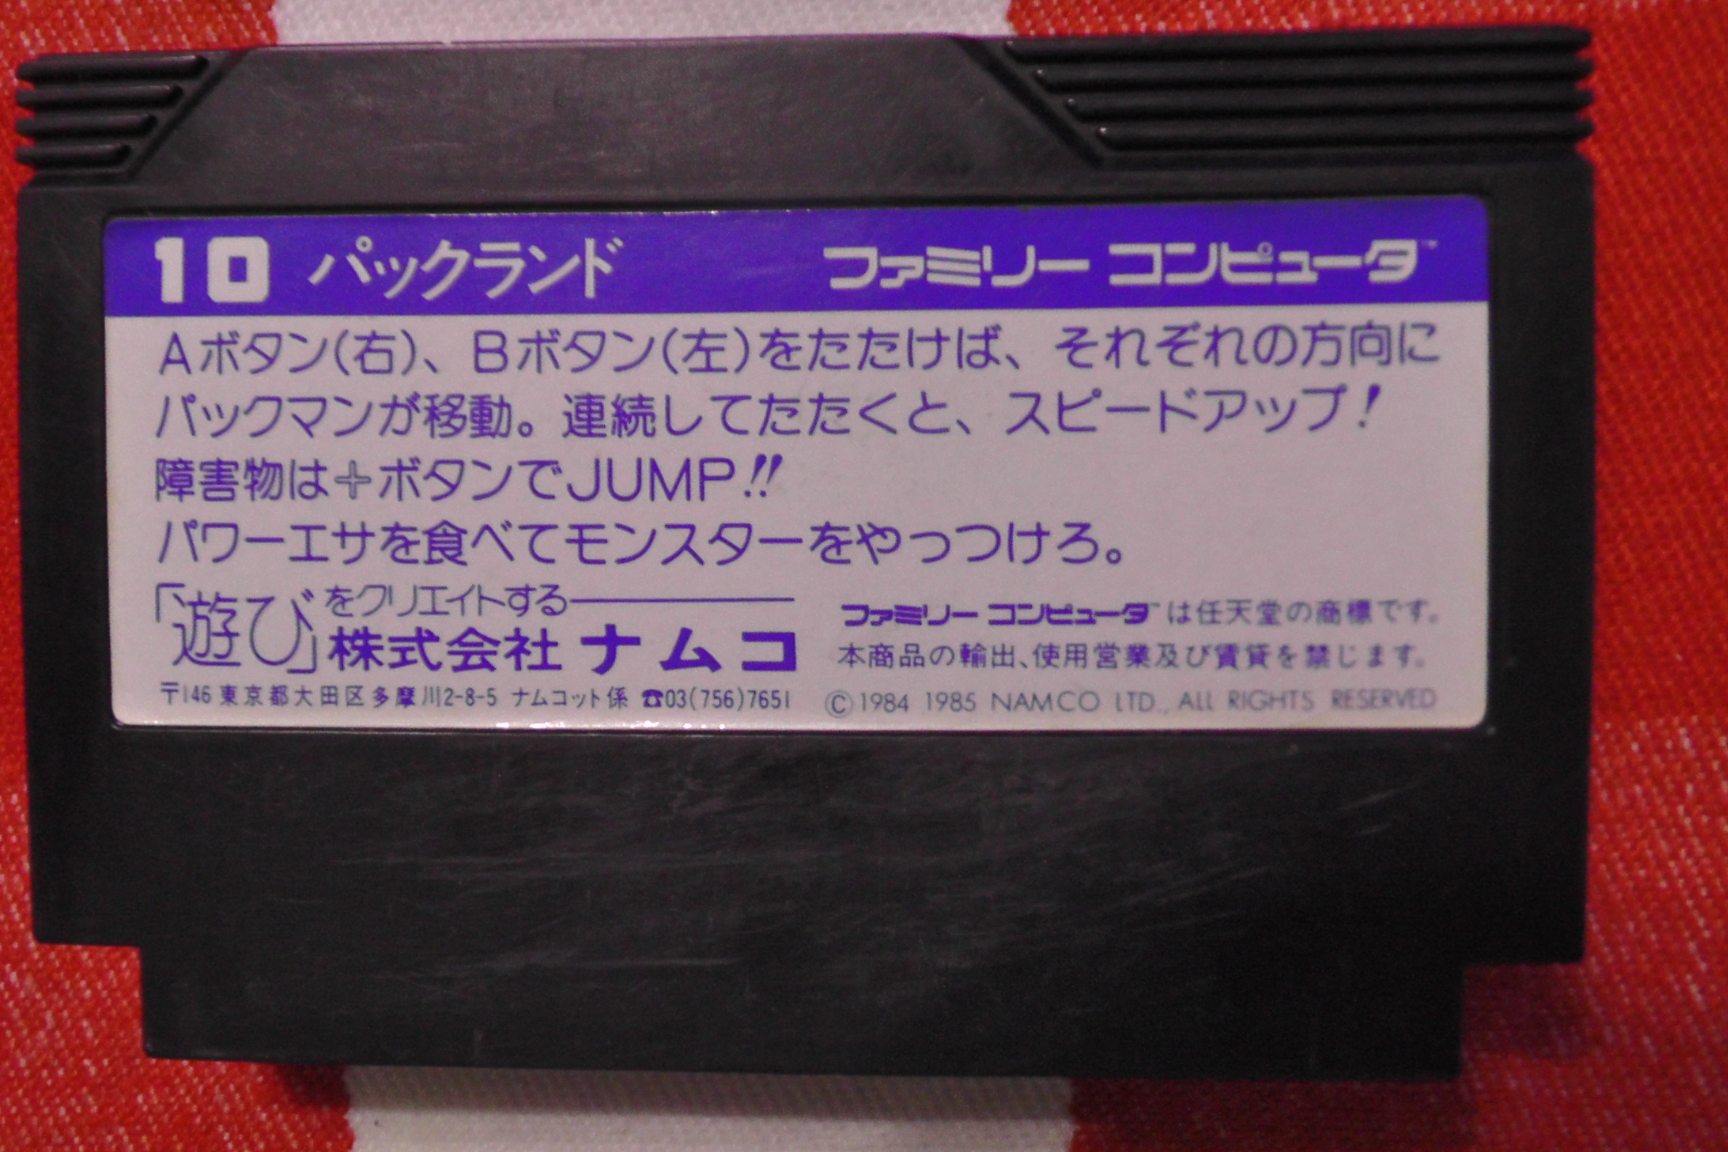 10 パックランド ファミリー コンピュータ™
Aボタン(右)、Bボタン(左)をたたけば、それぞれの方向に
パックマンが移動。連続してたたくと、スピードアップ!
障害物は+ボタンでJUMP!!
パワーエサを食べてモンスターをやっつけろ。
「遊び」をクリエイトする
株式会社 ナムコ
〒146 東京都大田区多摩川2-8-5 ナムコット係 ☎03(756)7651
ファミリー コンピュータ™は任天堂の商標です。
本商品の輸出、使用営業及び賃貸を禁じます。
©1984 1985 NAMCO LTD., ALL RIGHTS RESERVED